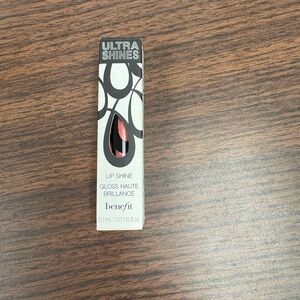 ULTRA
SHINES
LIP SHINE
GLOSS HAUTE
BRILLANCE
benefit